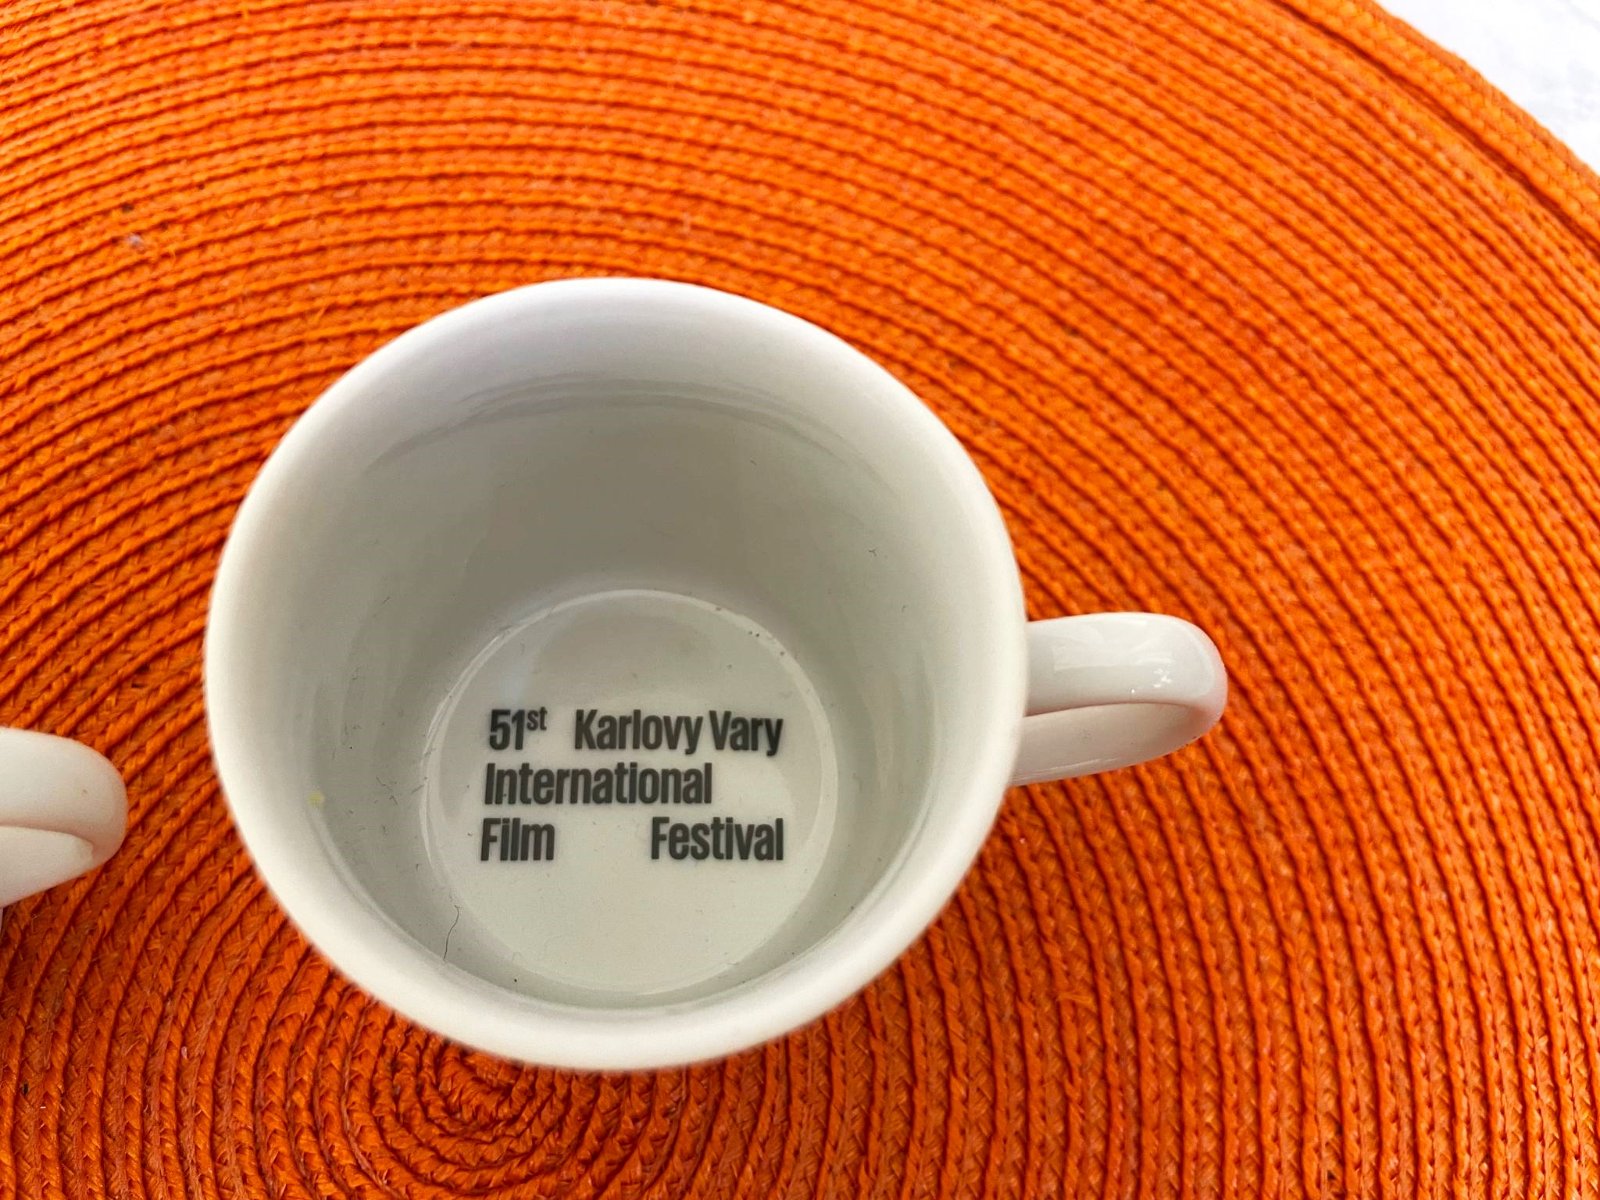 51st Karlovy Vary
International
Film Festival